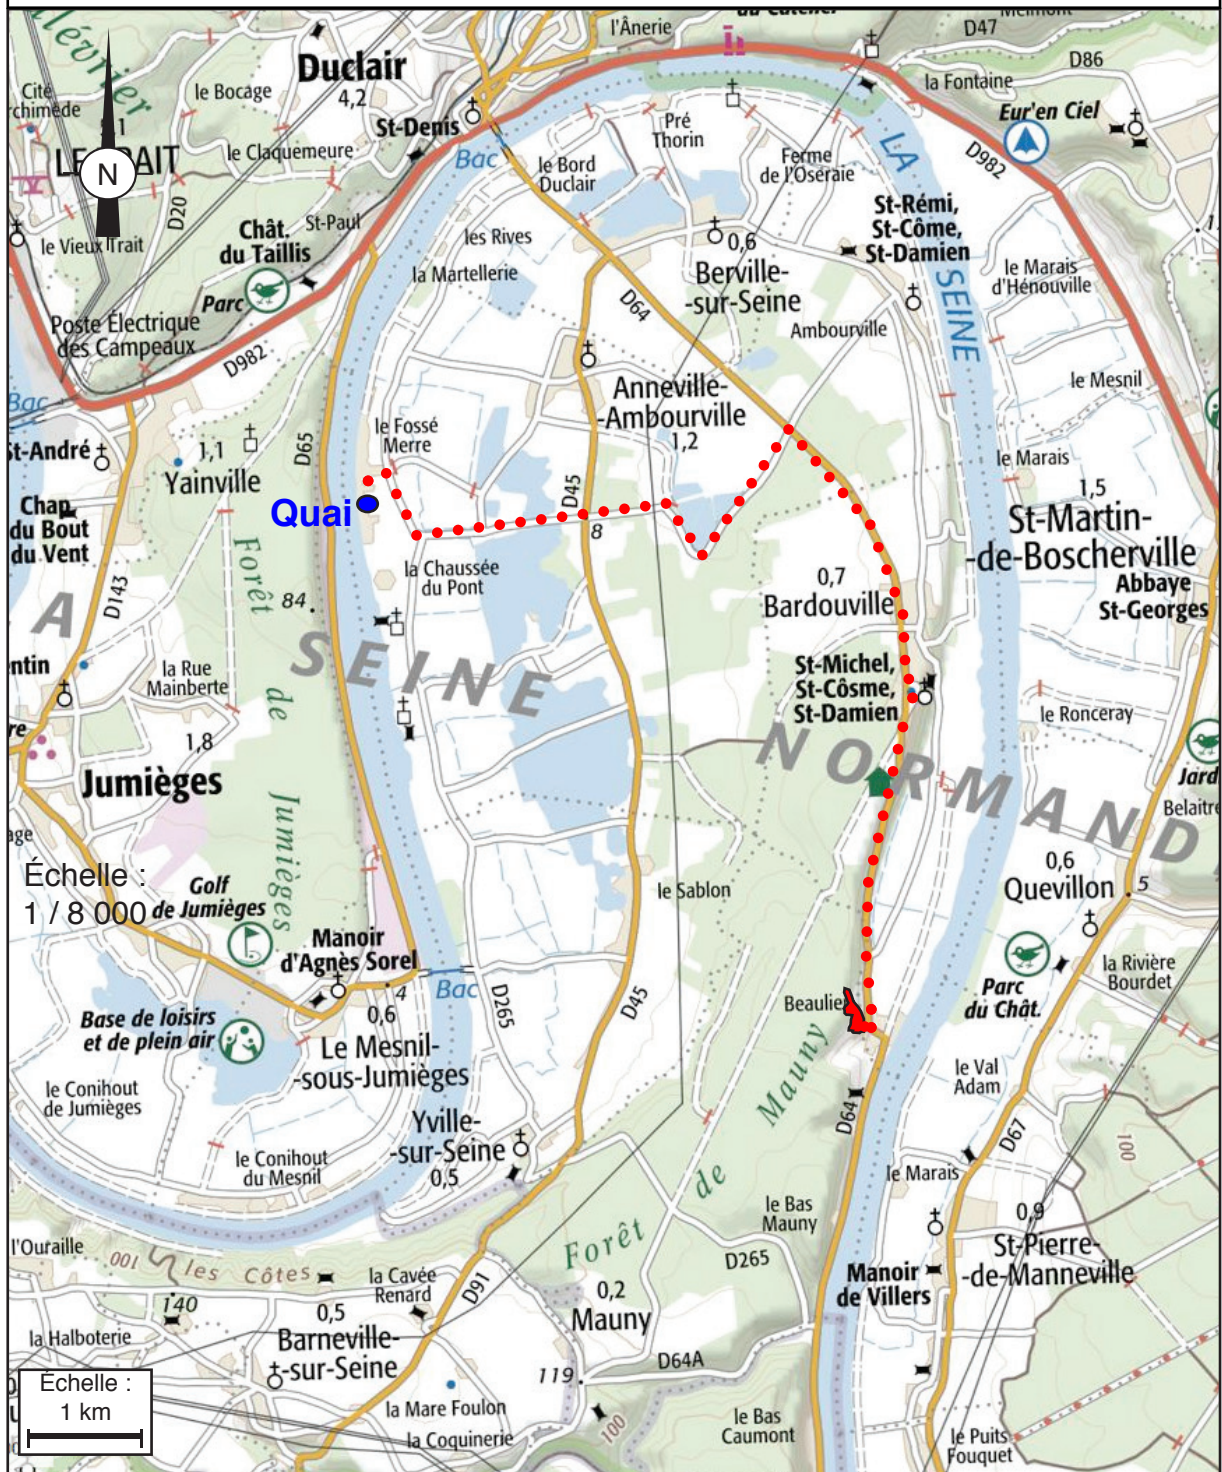 l'Ânerie
D47
D86
Duclair
4,2
le Bocage
la Fontaine
Eur'en Ciel
Cité
St-Denis
Pré
Thorin
LA
SEINE
D982
le Claquemeure
Bac
le Bord
Duclair
Ferme
de l'Oseraie
N
D20
St-Rémi,
St-Côme,
St-Damien
Chât.
du Taillis
St-Paul
le Vieux Trait
les Rives
0,6
Berville-
-sur-Seine
la Martellerie
le Marais
d'Hénouville
Parc
D64
Poste Électrique
des Campeaux
Ambourville
D982
Anneville-
-Ambourville
1,2
le Mesnil
Bac
le Fossé
Merre
St-André
1,1
Yainville
D65
le Marais
1,5
St-Martin-
-de-Boscherville
D45
Chap.
du Bout
du Vent
Quai
8
Forêt
de
Jumièges
la Chaussée
du Pont
0,7
Bardouville
Abbaye
St-Georges
D143
84
A
SEINE
NORMAND
la Rue
Mainberte
St-Michel,
St-Côsme,
St-Damien
le Ronceray
1,8
Jumièges
Jard
Belaitre
Échelle :
1 / 8 000
Golf
de Jumièges
le Sablon
0,6
Quevillon
5
Manoir
d'Agnès Sorel
4
Bac
D265
D45
la Rivière
Bourdet
Parc
du Chât.
Base de loisirs
et de plein air
0,6
Le Mesnil-
-sous-Jumièges
Forêt
de
Mauny
le Val
Adam
le Conihout
de Jumièges
D64
D67
Yville-
-sur-Seine
0,5
100
le Conihout
du Mesnil
le Marais
le Bas
Mauny
0,9
St-Pierre-
-de-Manneville
l'Ouraille
100
les Côtes
la Cavée
Renard
D91
D265
Manoir
de Villers
140
0,2
Mauny
la Halboterie
0,5
Barneville-
-sur-Seine
D64A
119
Échelle :
1 km
la Mare Foulon
la Coquinerie
100
le Bas
Caumont
le Puits
Fouquet